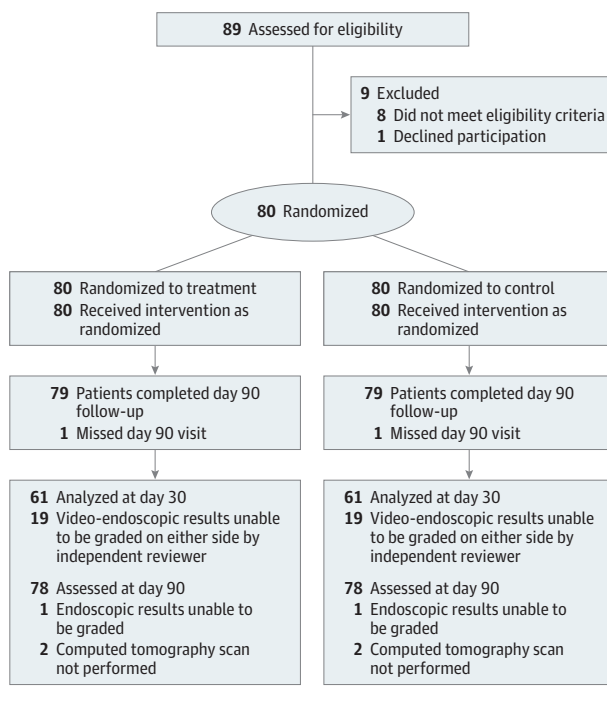 89 Assessed for eligibility
9 Excluded
8 Did not meet eligibility criteria
1 Declined participation
80 Randomized
80 Randomized to treatment
80 Received intervention as
randomized
80 Randomized to control
80 Received intervention as
randomized
79 Patients completed day 90
follow-up
1 Missed day 90 visit
79 Patients completed day 90
follow-up
1 Missed day 90 visit
61 Analyzed at day 30
19 Video-endoscopic results unable
to be graded on either side by
independent reviewer
78 Assessed at day 90
1 Endoscopic results unable to
be graded
2 Computed tomography scan
not performed
61 Analyzed at day 30
19 Video-endoscopic results unable
to be graded on either side by
independent reviewer
78 Assessed at day 90
1 Endoscopic results unable to
be graded
2 Computed tomography scan
not performed